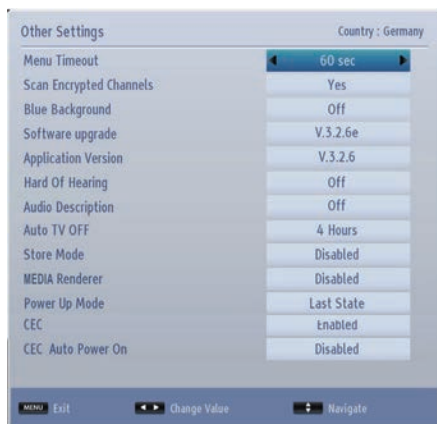 Other Settings Country : Germany
Menu Timeout 60 sec
Scan Encrypted Channels Yes
Blue Background Off
Software upgrade V.3.2.6e
Application Version V.3.2.6
Hard Of Hearing Off
Audio Description Off
Auto TV OFF 4 Hours
Store Mode Disabled
MEDIA Renderer Disabled
Power Up Mode Last State
CEC Enabled
CEC Auto Power On Disabled
MENU Exit Change Value Navigate